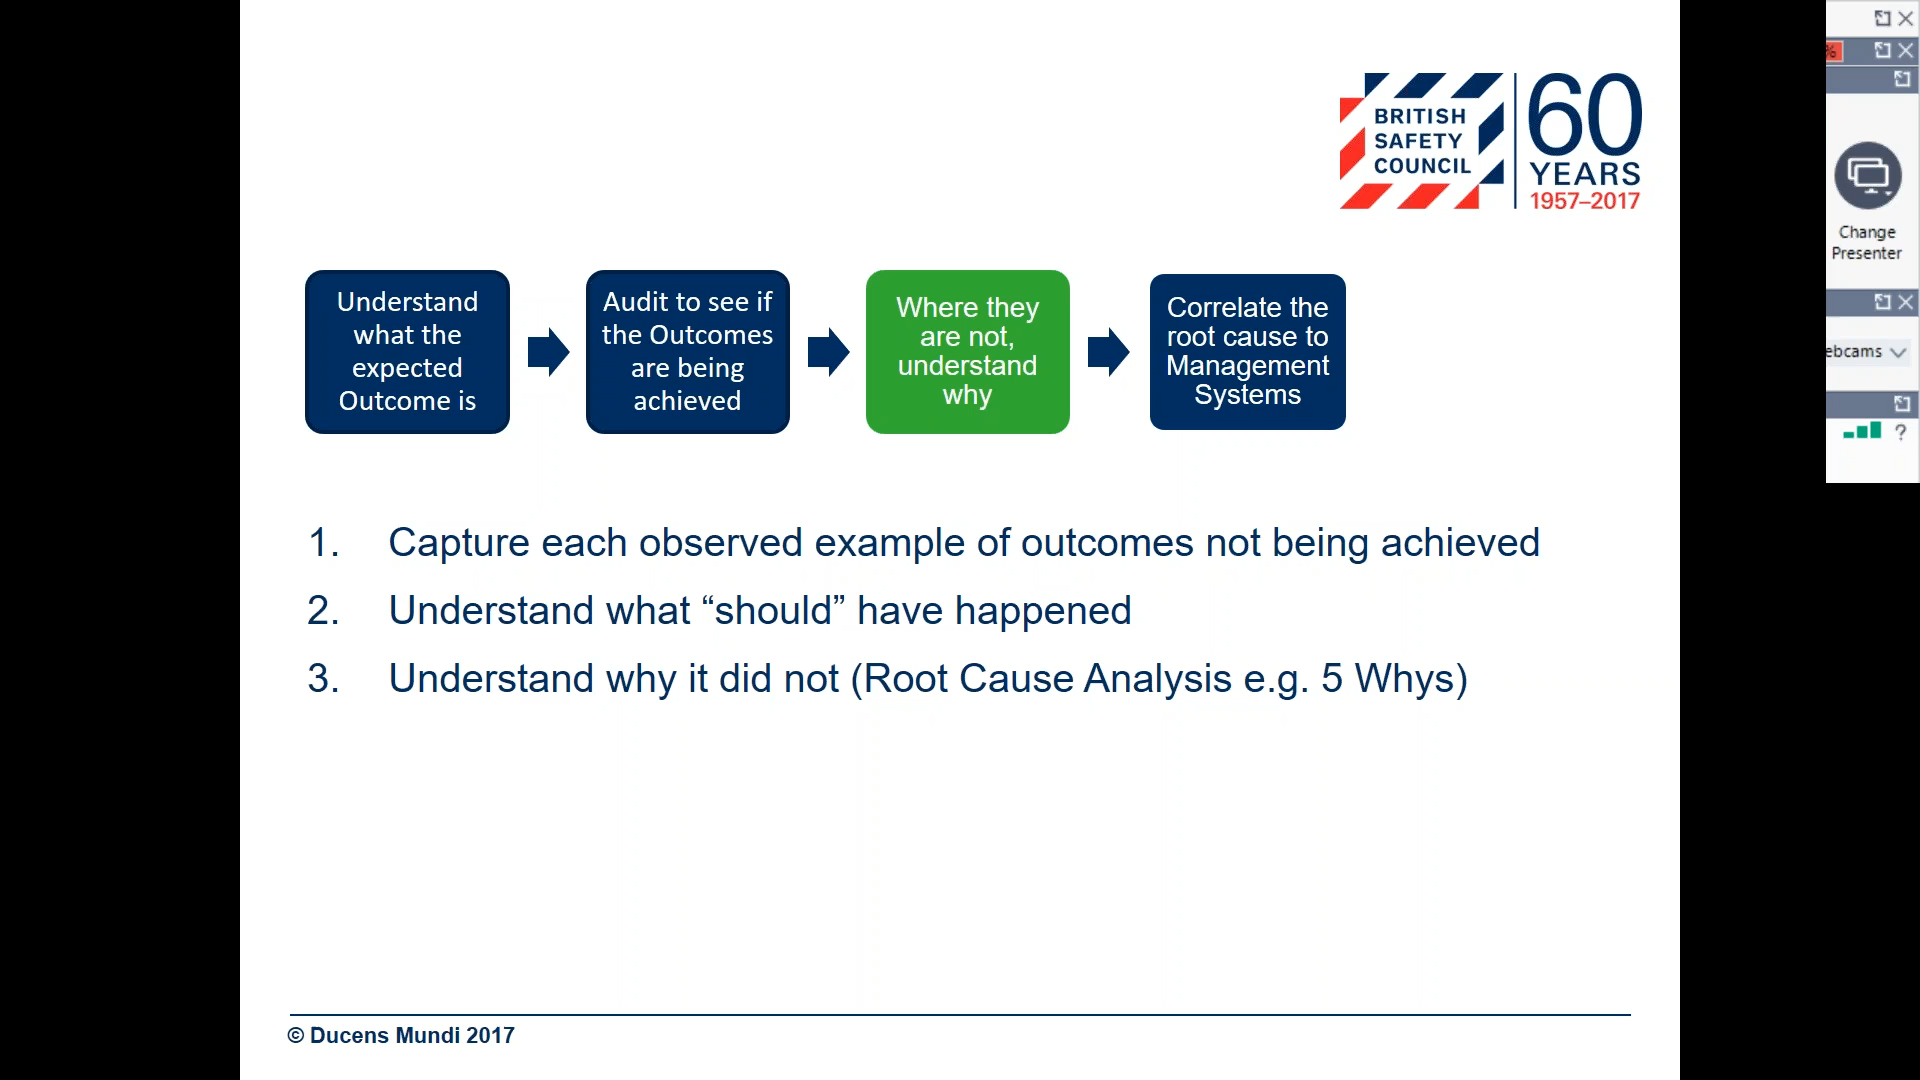 BRITISH
SAFETY
COUNCIL
60
YEARS
1957–2017
Understand
what the
expected
Outcome is
Audit to see if
the Outcomes
are being
achieved
Where they
are not,
understand
why
Correlate the
root cause to
Management
Systems
1. Capture each observed example of outcomes not being achieved
2. Understand what “should” have happened
3. Understand why it did not (Root Cause Analysis e.g. 5 Whys)
© Ducens Mundi 2017
%
Change
Presenter
ebcams
?